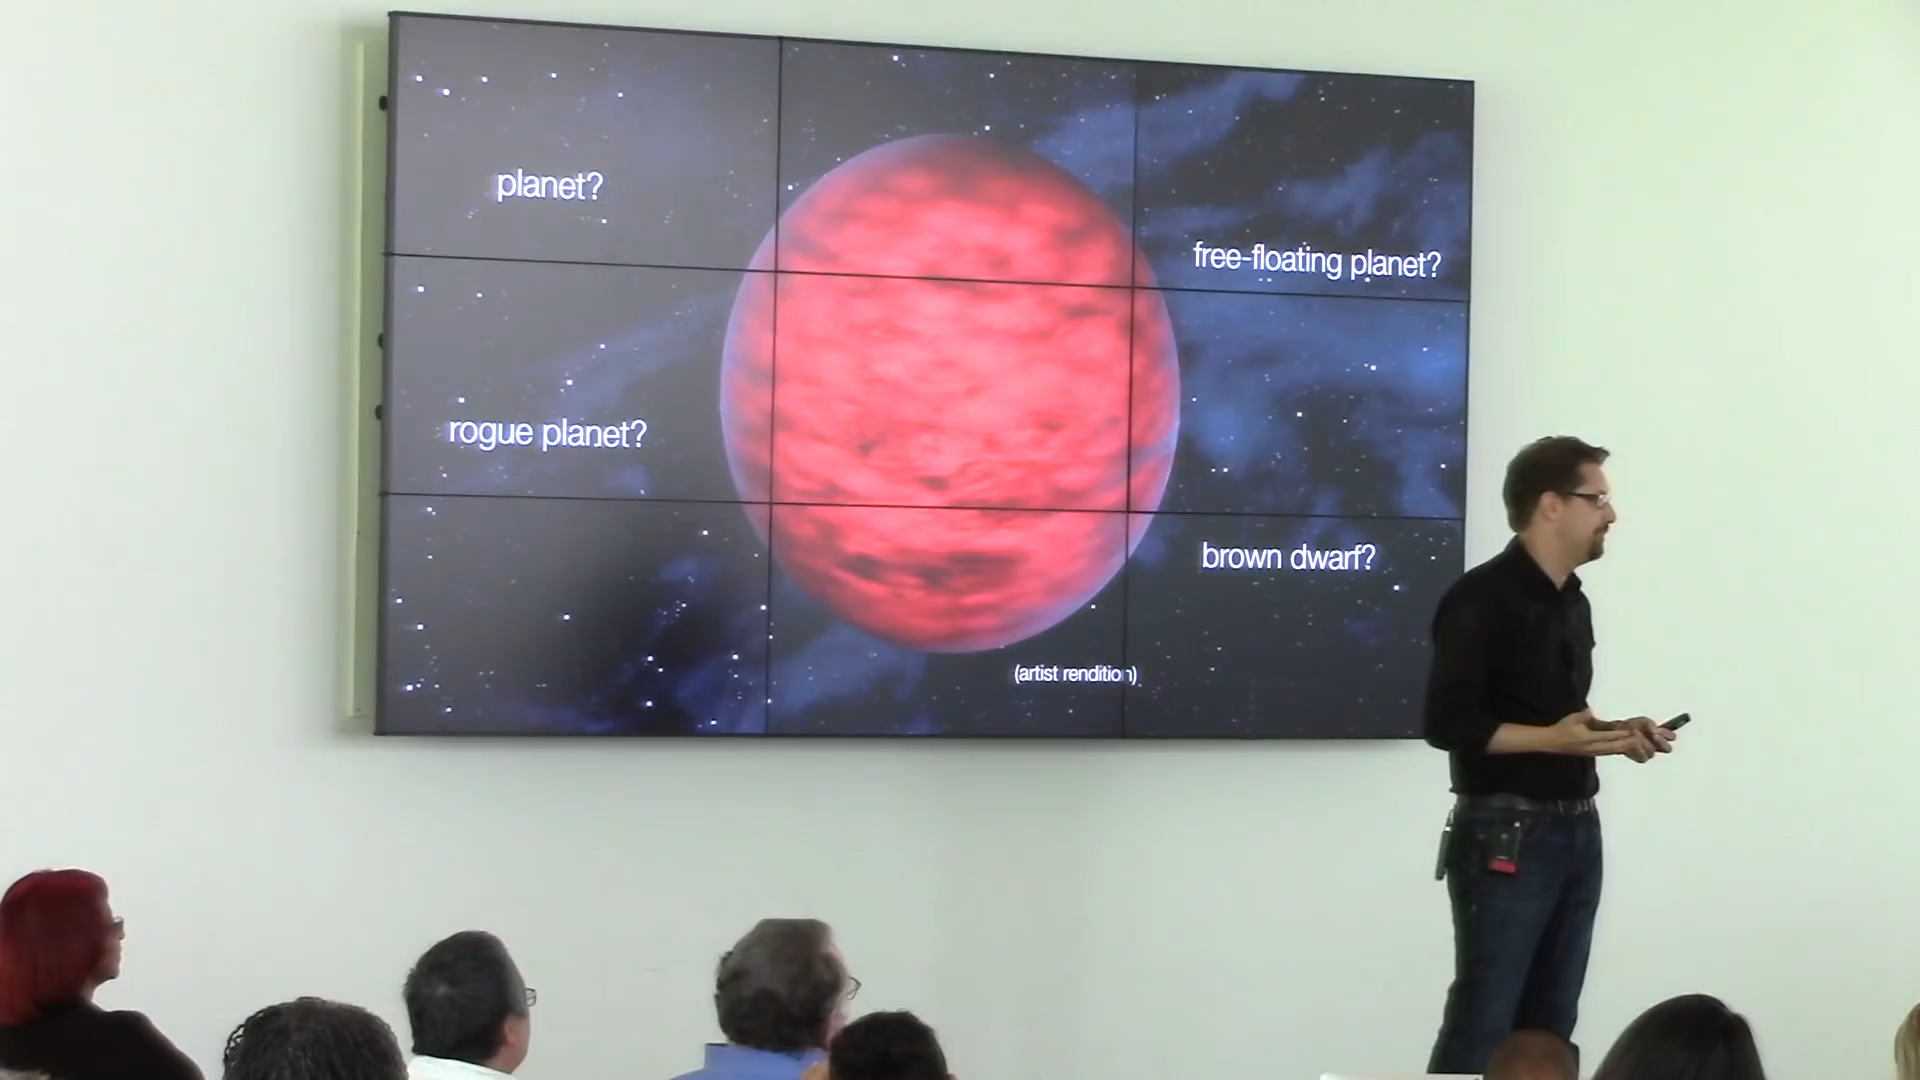 planet?
free-floating planet?
rogue planet?
brown dwarf?
(artist rendition)